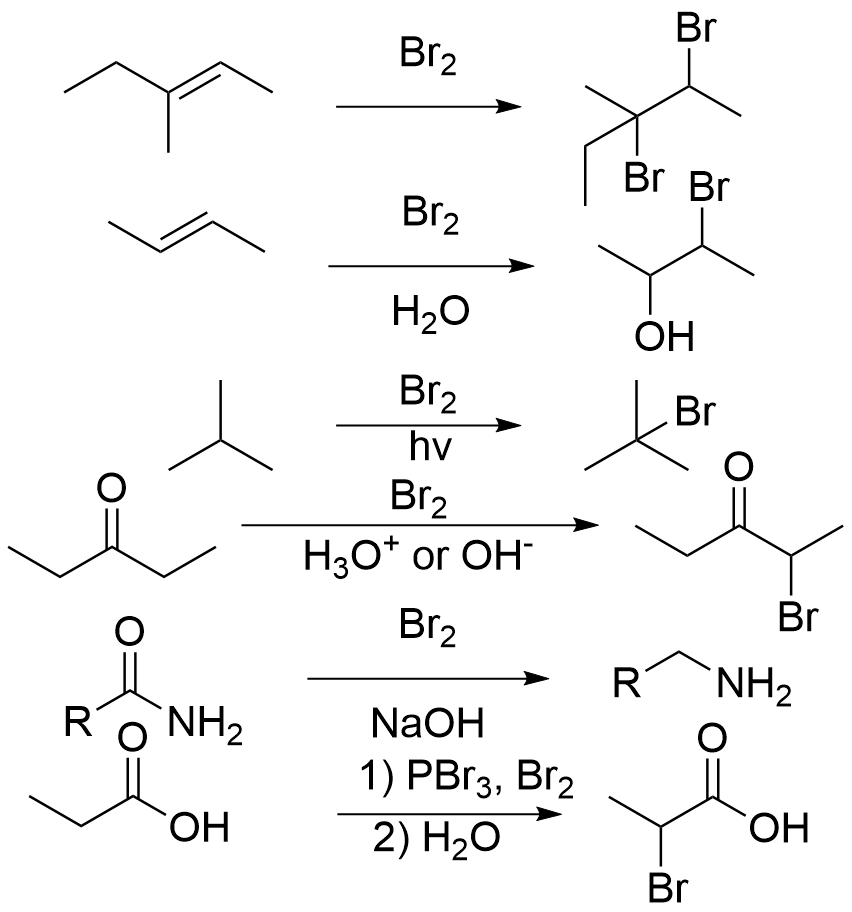 Br
Br₂
Br
Br
Br₂
H₂O
OH
Br₂
Br
hv
O
Br₂
O
H₃O⁺ or OH⁻
Br
O
Br₂
R
NH₂
R
NH₂
NaOH
O
1) PBr₃, Br₂
O
OH
2) H₂O
OH
Br